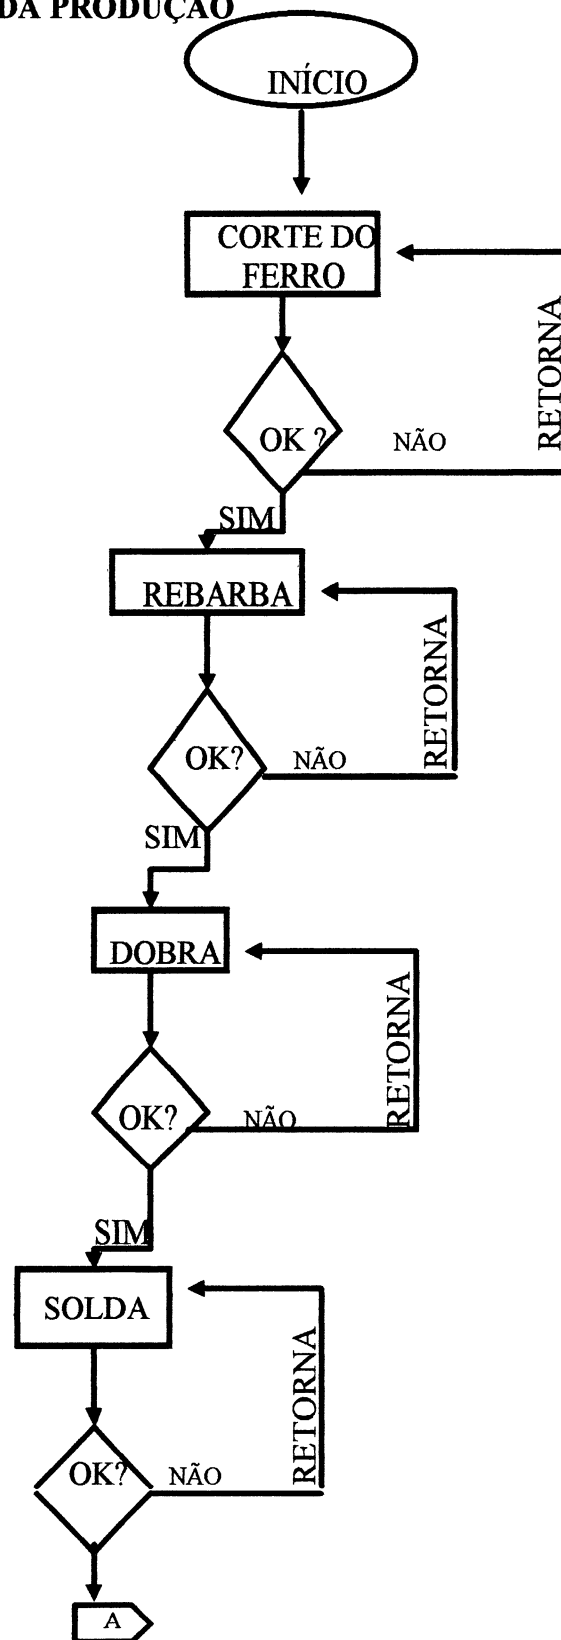 DA PRODUÇÃO
INÍCIO
CORTE DO
FERRO
RETORNA
OK ?
NÃO
SIM
REBARBA
RETORNA
OK?
NÃO
SIM
DOBRA
RETORNA
OK?
NÃO
SIM
SOLDA
RETORNA
OK?
NÃO
A